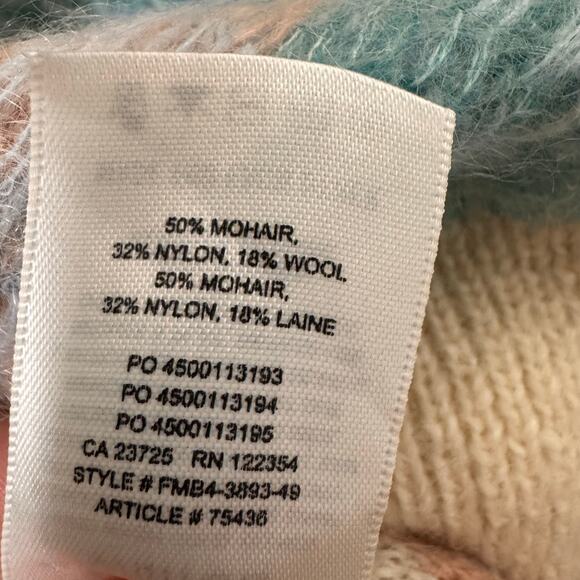 50% MOHAIR,
32% NYLON, 18% WOOL
50% MOHAIR,
32% NYLON, 18% LAINE
PO 4500113193
PO 4500113194
PO 4500113195
CA 23725 RN 122354
STYLE # FMB4-3893-49
ARTICLE # 75436